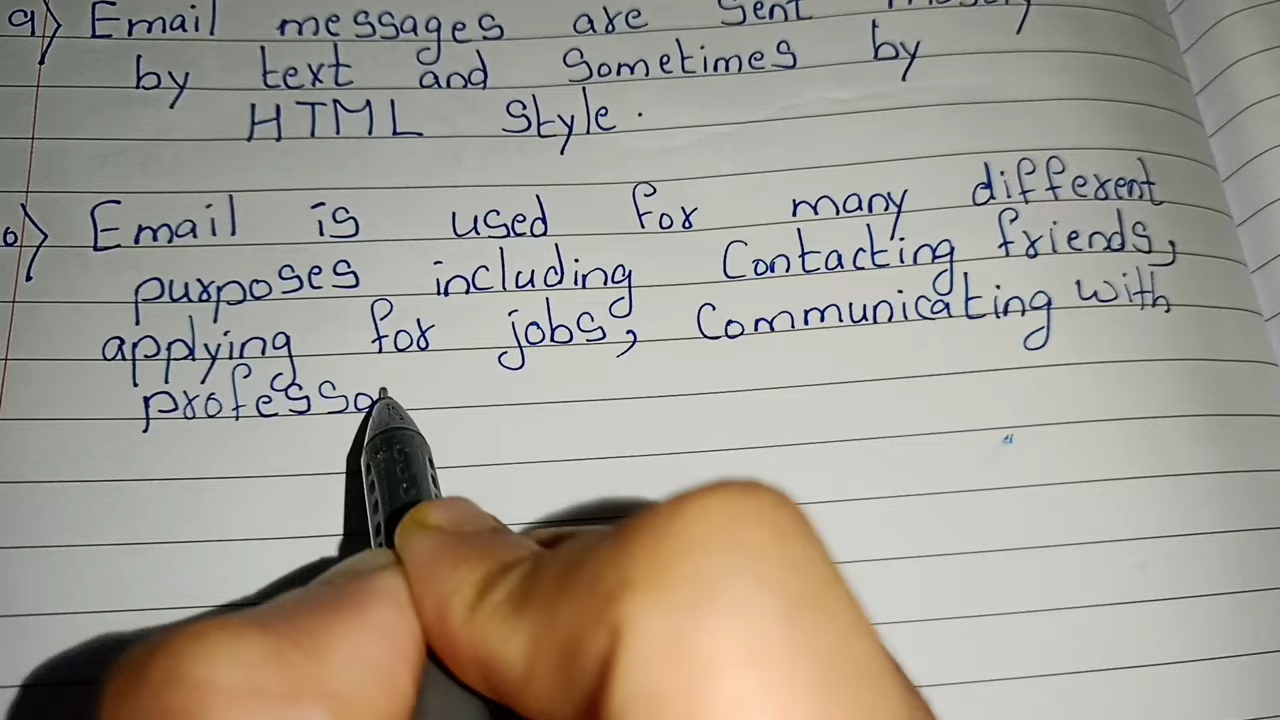 9) Email messages are sent
by text and Sometimes by
HTML Style.
Email is used for many different
purposes including Contacting friends,
applying for jobs, Communicating with
professo